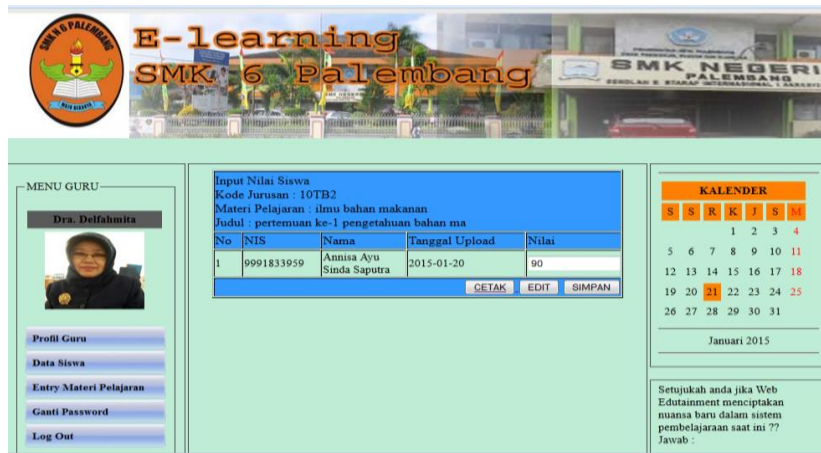 SMK N 6 PALEMBANG
E-learning
SMK 6 Palembang
SMK NEGERI
PALEMBANG
MENU GURU
Dra. Delfahmita
Profil Guru
Data Siswa
Entry Materi Pelajaran
Ganti Password
Log Out
Input Nilai Siswa
Kode Jurusan : 10TB2
Materi Pelajaran : ilmu bahan makanan
Judul : pertemuan ke-1 pengetahuan bahan ma
No NIS Nama Tanggal Upload Nilai
1 9991833959 Annisa Ayu Sinda Saputra 2015-01-20 90
CETAK EDIT SIMPAN
KALENDER
S S R K J S M
1 2 3 4
5 6 7 8 9 10 11
12 13 14 15 16 17 18
19 20 21 22 23 24 25
26 27 28 29 30 31
Januari 2015
Setujukah anda jika Web
Edutainment menciptakan
nuansa baru dalam sistem
pembelajaraan saat ini ??
Jawab :